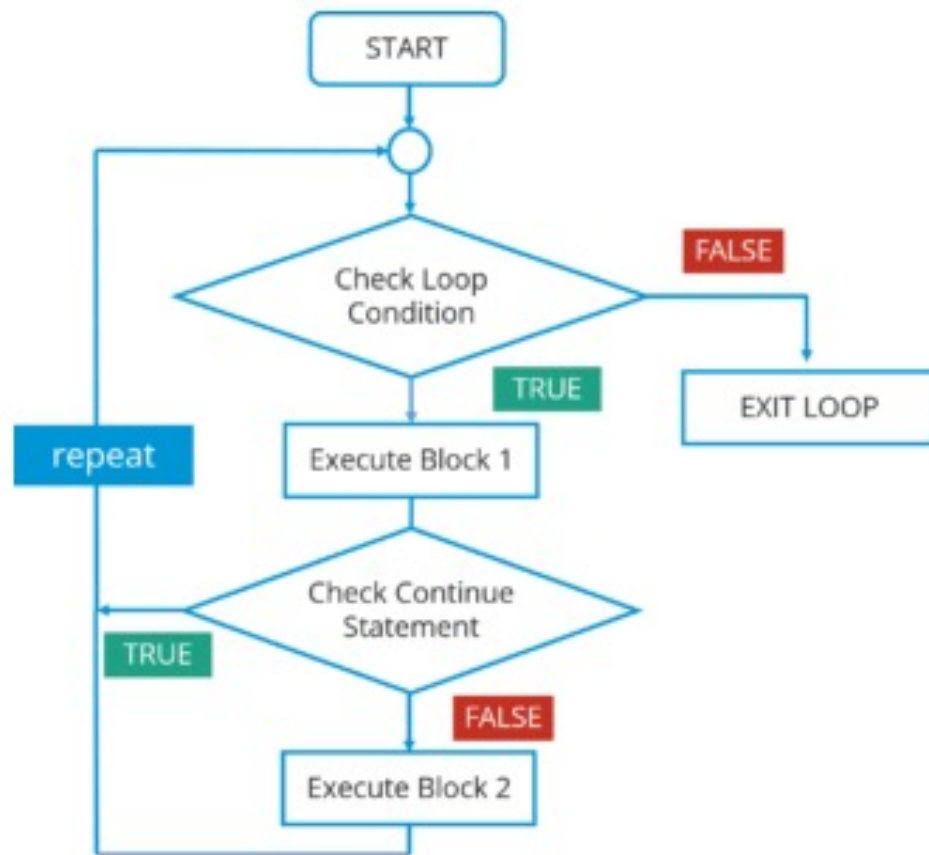 START
Check Loop
Condition
FALSE
TRUE
EXIT LOOP
repeat
Execute Block 1
Check Continue
Statement
TRUE
FALSE
Execute Block 2